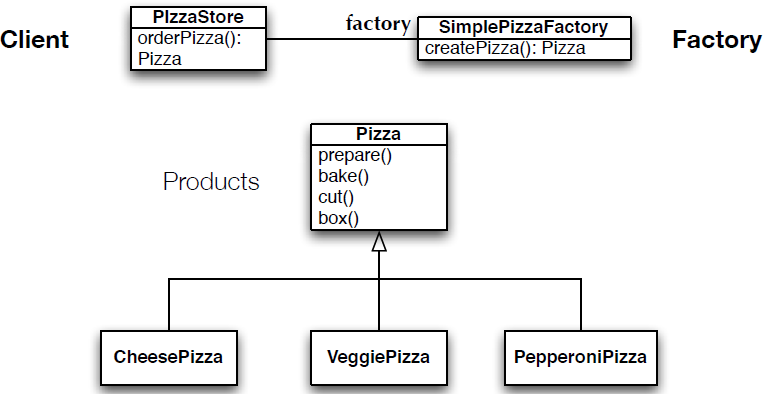 Client
PIzzaStore
orderPizza():
Pizza
factory
SimplePizzaFactory
createPizza(): Pizza
Factory
Products
Pizza
prepare()
bake()
cut()
box()
CheesePizza
VeggiePizza
PepperoniPizza